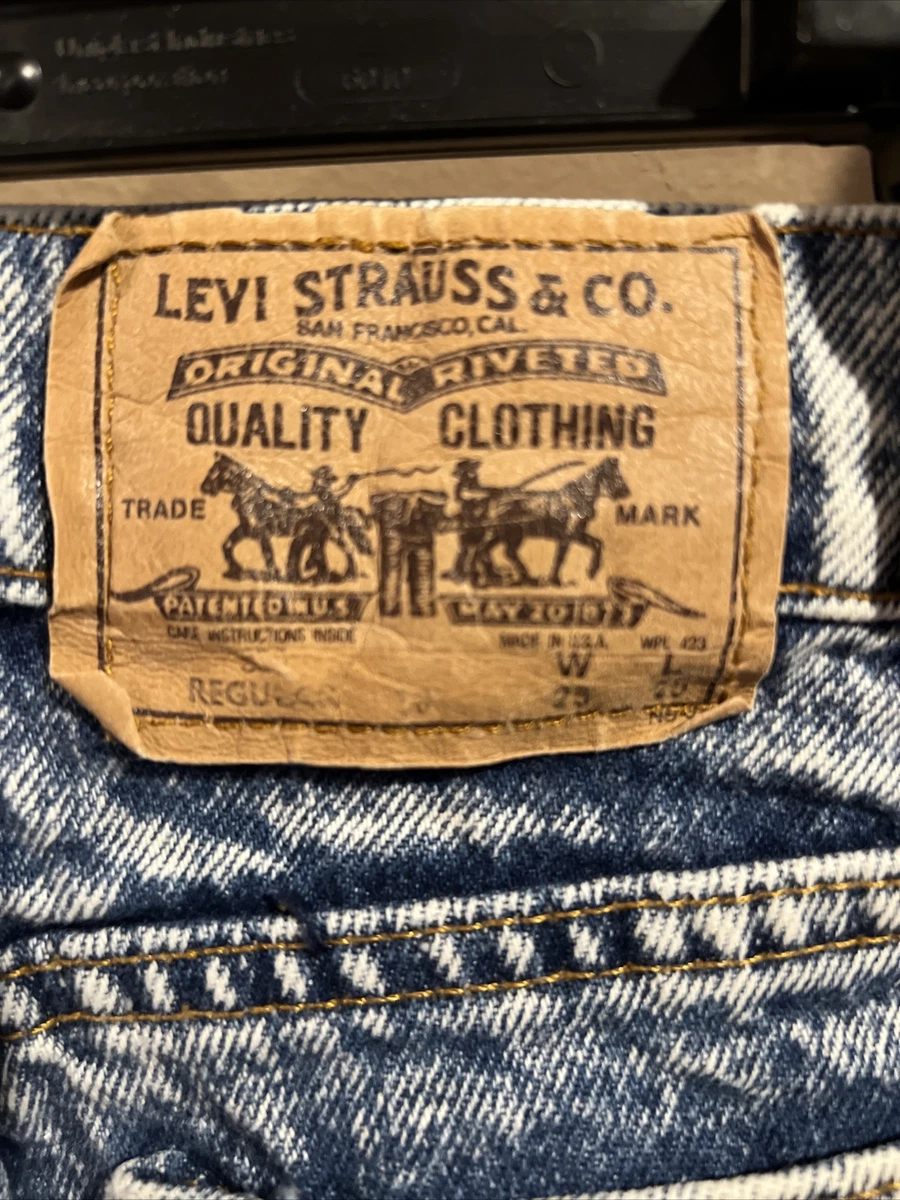 LEVI STRAUSS & CO.
SAN FRANCISCO, CAL.
ORIGINAL RIVETED
QUALITY CLOTHING
TRADE MARK
PATENTED IN U.S. MAY 20 1873
CARE INSTRUCTIONS INSIDE MADE IN U.S.A. WPL 423
W L
REGULAR